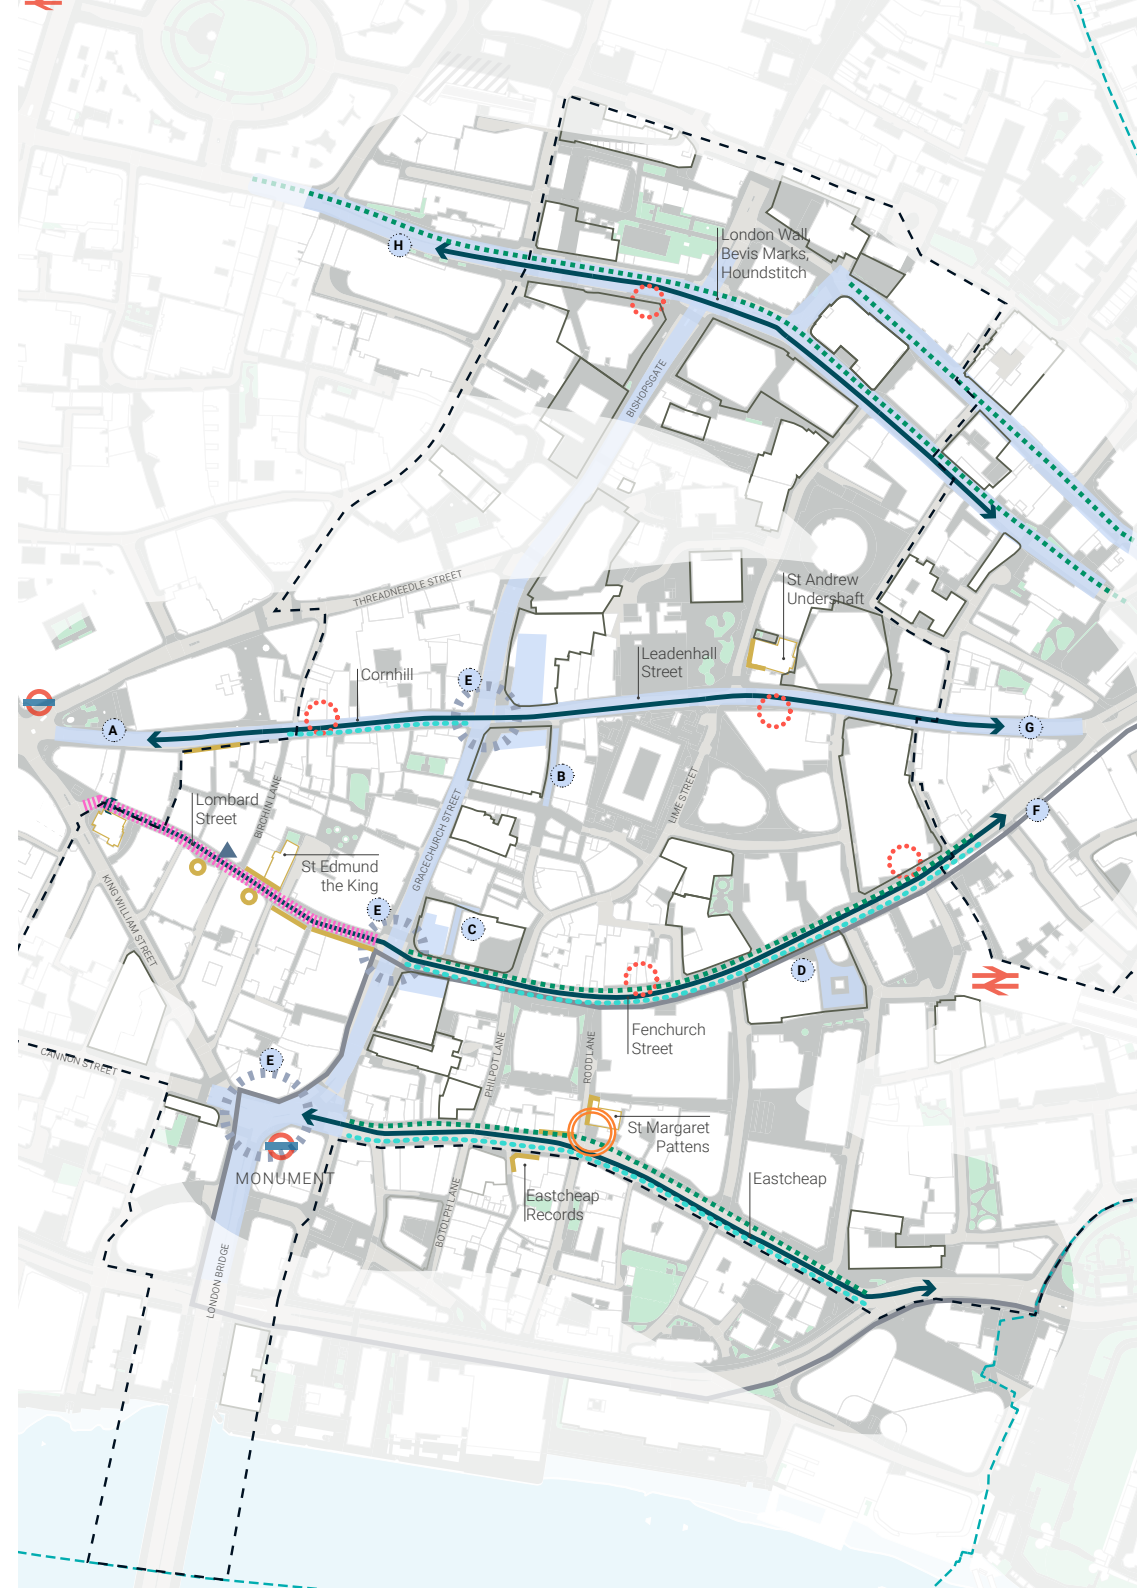 H
London Wall,
Bevis Marks,
Houndstitch
BISHOPSGATE
THREADNEEDLE STREET
St Andrew
Undershaft
Leadenhall
Street
Cornhill
E
A
G
B
LIME STREET
F
Lombard
Street
BIRCHIN LANE
GRACECHURCH STREET
St Edmund
the King
KING WILLIAM STREET
E
C
D
Fenchurch
Street
CANNON STREET
E
PHILPOT LANE
ROOD LANE
St Margaret
Pattens
MONUMENT
Eastcheap
Eastcheap
Records
BOTOLPH LANE
LONDON BRIDGE